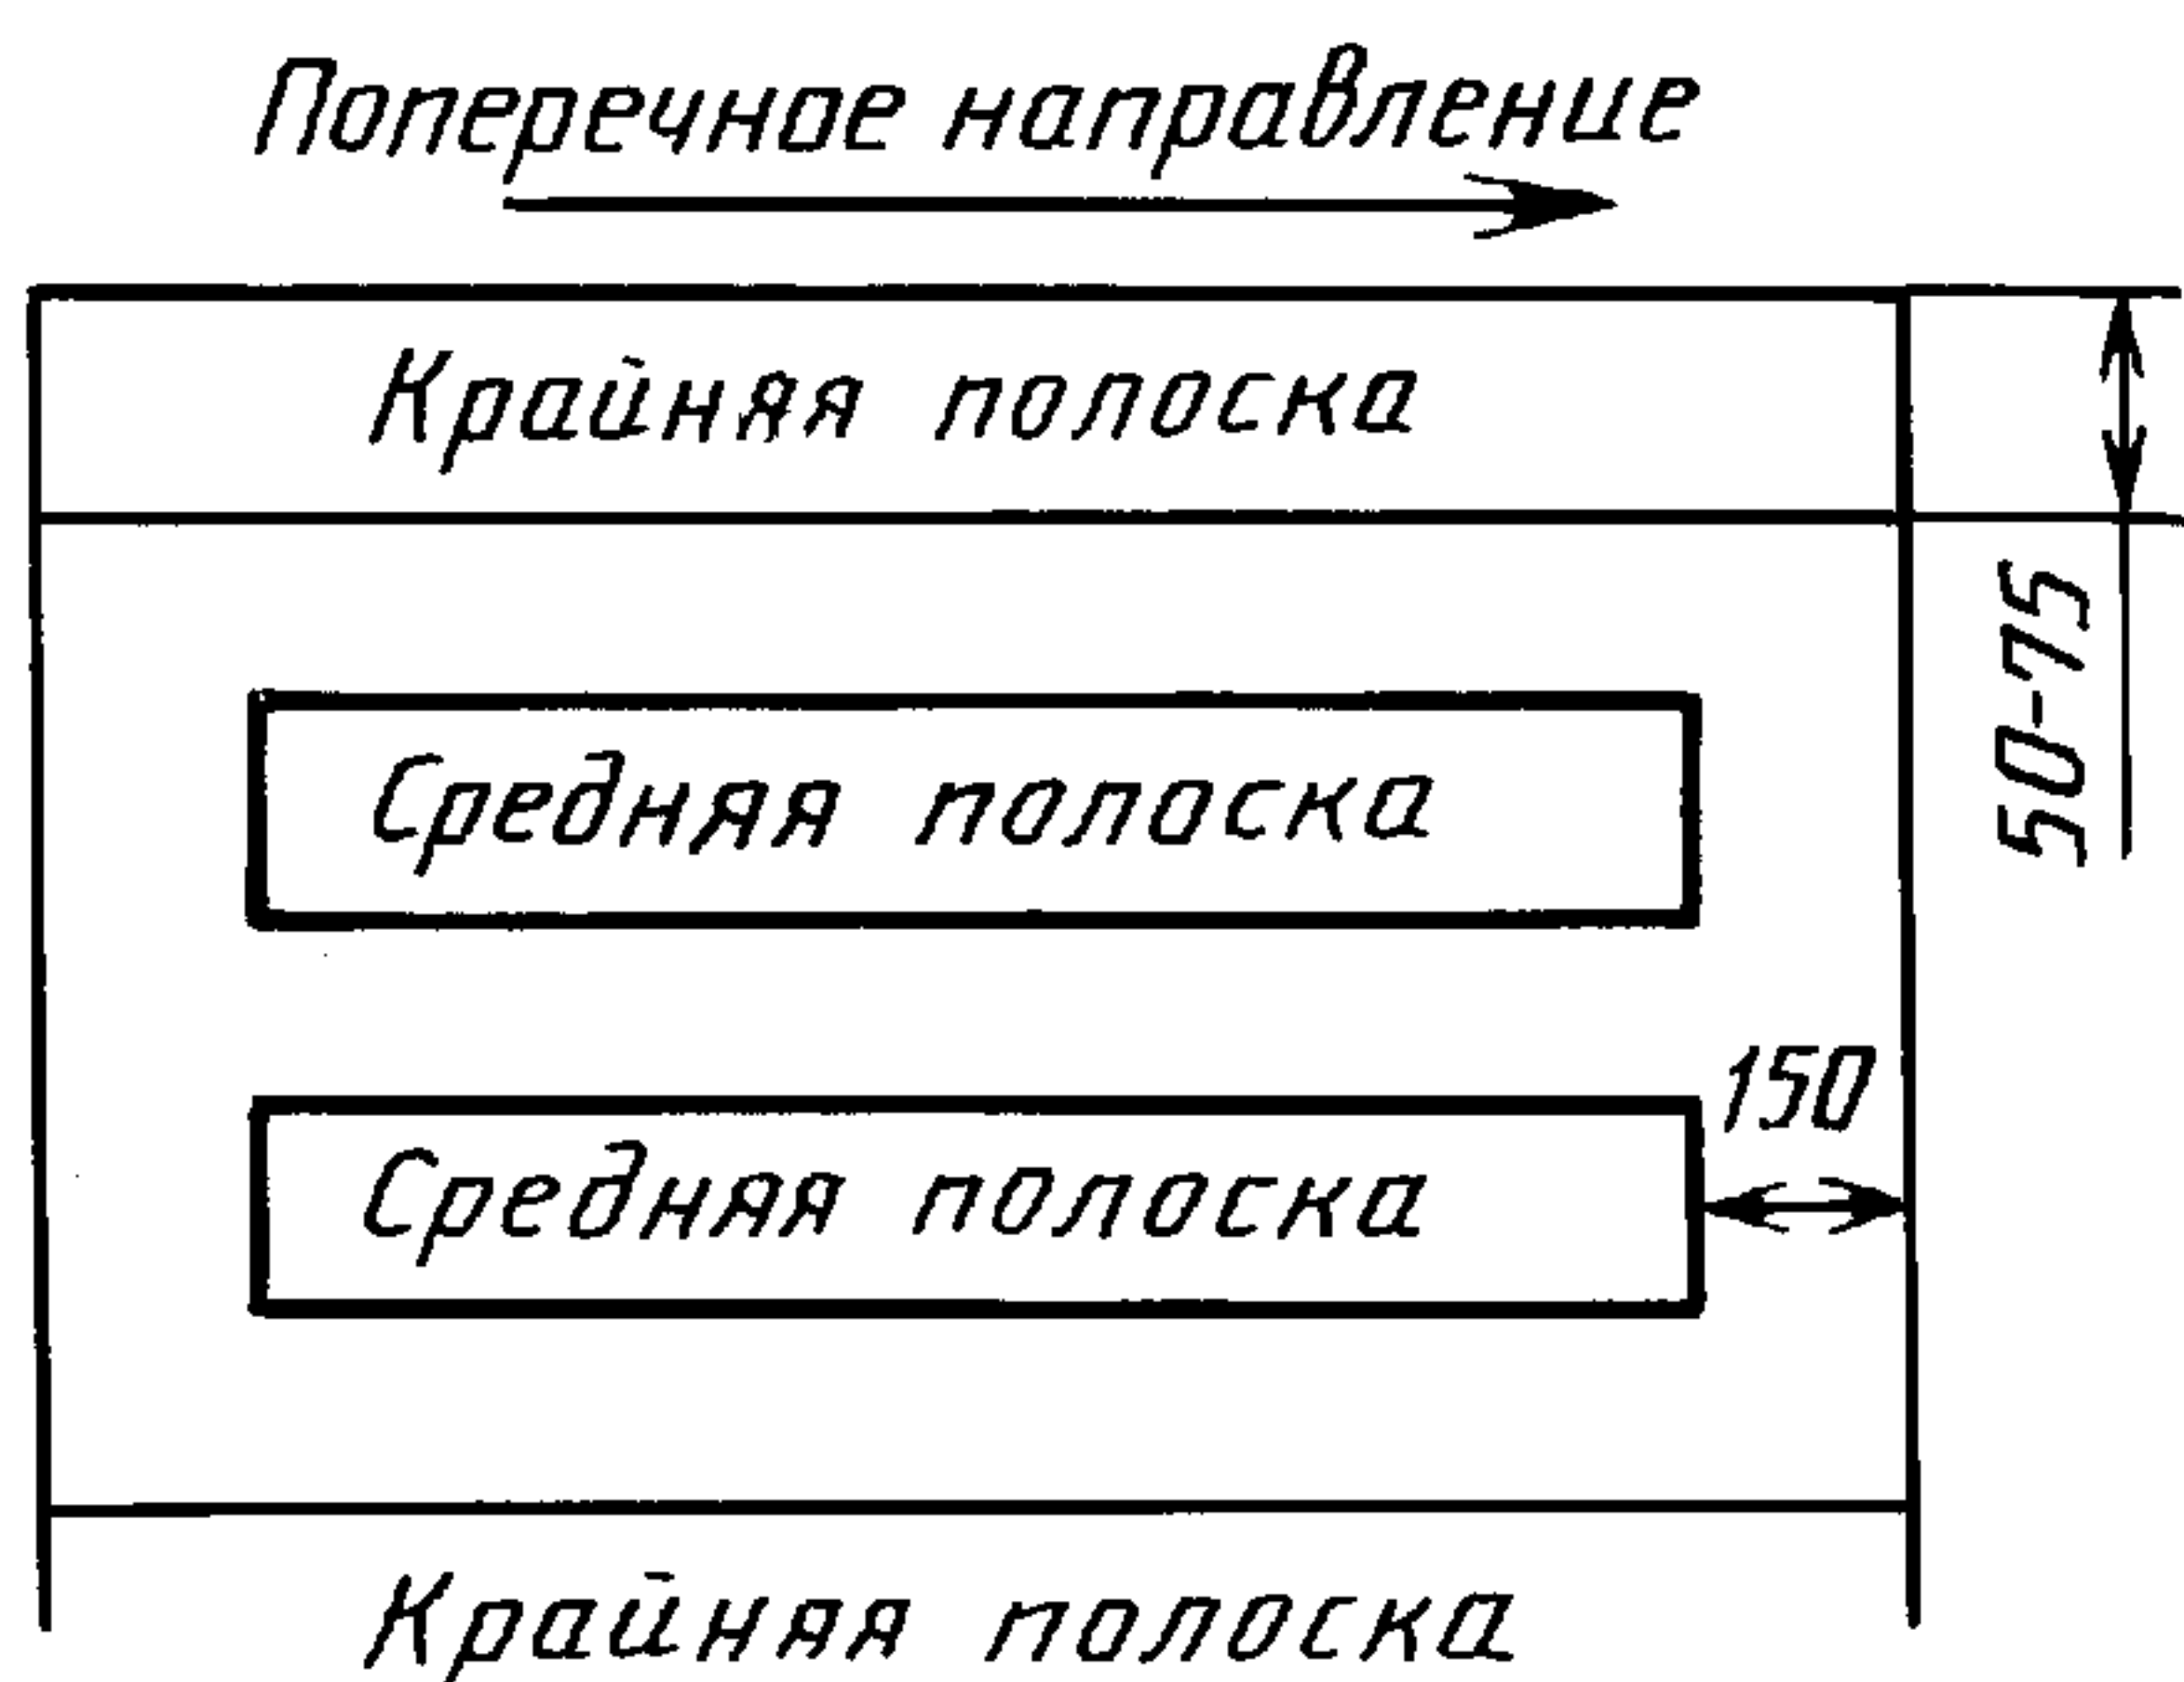 Поперечное направление
Крайняя полоска
50-75
Средняя полоска
150
Средняя полоска
Крайняя полоска